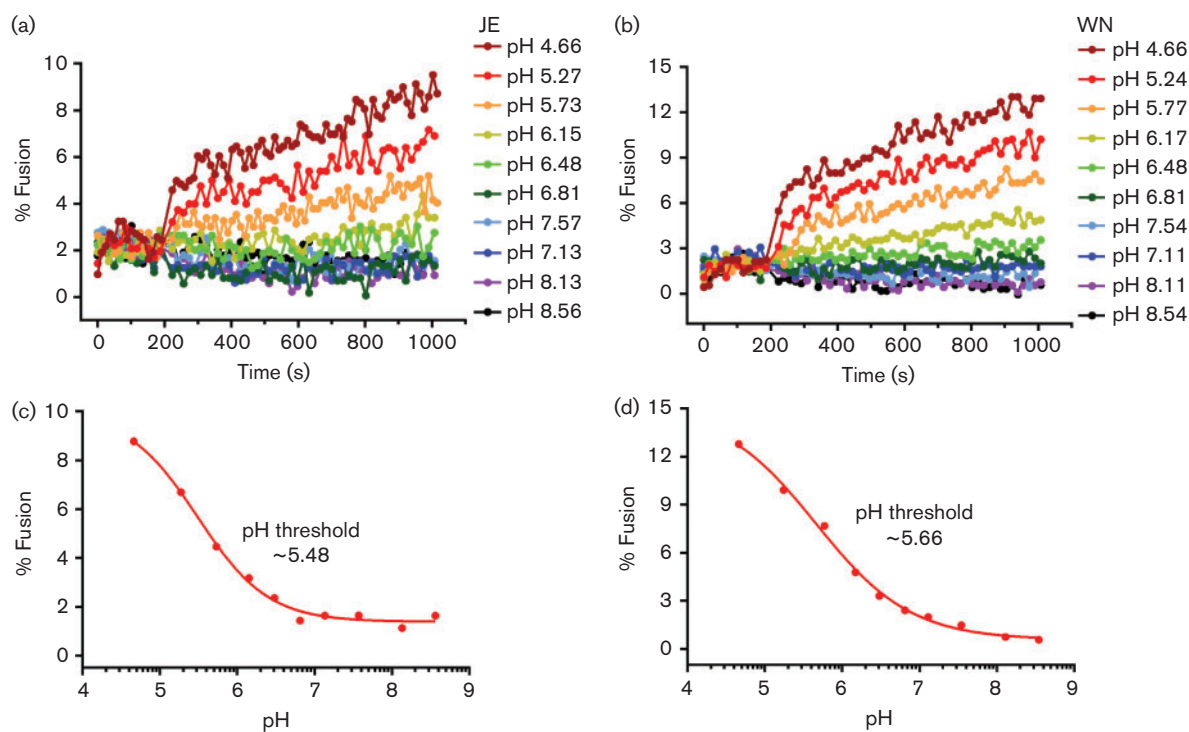 (a)
JE
% Fusion
10
8
6
4
2
0
0 200 400 600 800 1000
Time (s)
pH 4.66
pH 5.27
pH 5.73
pH 6.15
pH 6.48
pH 6.81
pH 7.57
pH 7.13
pH 8.13
pH 8.56
(b)
WN
% Fusion
15
12
9
6
3
0
0 200 400 600 800 1000
Time (s)
pH 4.66
pH 5.24
pH 5.77
pH 6.17
pH 6.48
pH 6.81
pH 7.54
pH 7.11
pH 8.11
pH 8.54
(c)
% Fusion
10
8
6
4
2
0
pH threshold
~5.48
4 5 6 7 8 9
pH
(d)
% Fusion
15
12
9
6
3
0
pH threshold
~5.66
4 5 6 7 8 9
pH